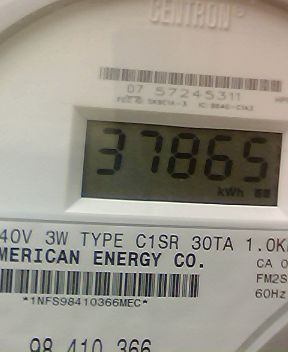 CENTRON®
07 57245311
37865
kWh
40V 3W TYPE C1SR 30TA 1.0K
MERICAN ENERGY CO.
CA 0
FM2S
60Hz
*1NFS98410366MEC*
98 410 366